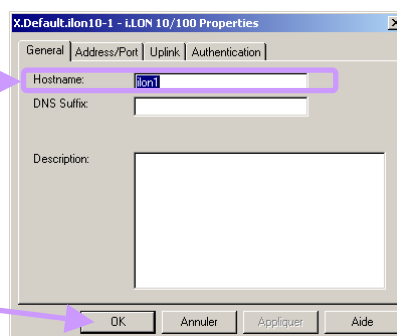 X.Default.ilon10-1 - i.LON 10/100 Properties
General Address/Port Uplink Authentication
Hostname: ilon1
DNS Suffix:
Description:
OK Annuler Appliquer Aide